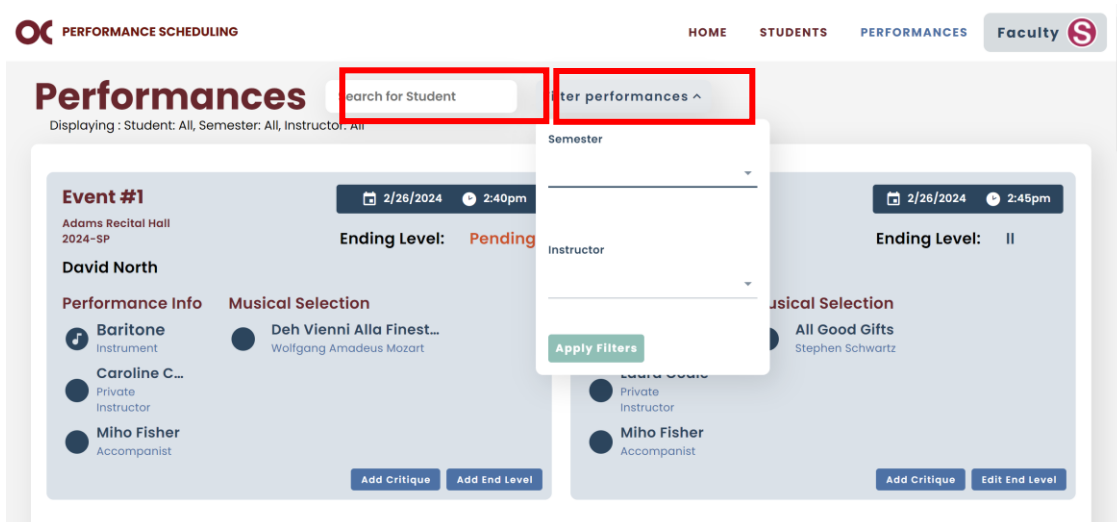 OC PERFORMANCE SCHEDULING
HOME STUDENTS PERFORMANCES Faculty S
Performances
Search for Student
performances
Displaying : Student: All, Semester: All, Instructor: All
Semester
Instructor
Apply Filters
Event #1
2/26/2024 2:40pm
Adams Recital Hall
2024-SP
Ending Level: Pending
David North
Performance Info
Musical Selection
Baritone
Instrument
Deh Vienni Alla Finest...
Wolfgang Amadeus Mozart
Caroline C...
Private
Instructor
Miho Fisher
Accompanist
Add Critique Add End Level
2/26/2024 2:45pm
Ending Level: II
Selection
All Good Gifts
Stephen Schwartz
Private
Instructor
Miho Fisher
Accompanist
Add Critique Edit End Level